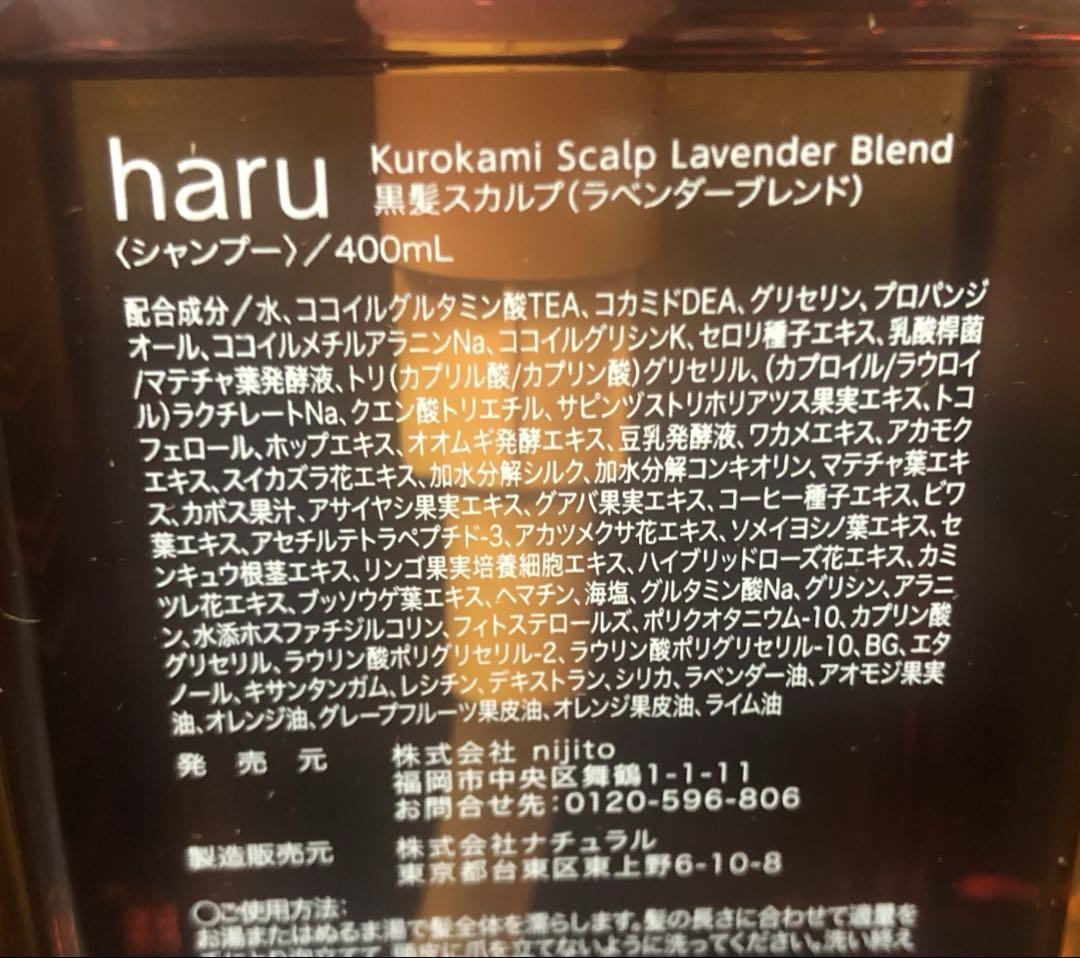 haru Kurokami Scalp Lavender Blend
黒髪スカルプ(ラベンダーブレンド)
〈シャンプー〉/400mL
配合成分/水、ココイルグルタミン酸TEA、コカミドDEA、グリセリン、プロパンジ
オール、ココイルメチルアラニンNa、ココイルグリシンK、セロリ種子エキス、乳酸桿菌
/マテチャ葉発酵液、トリ(カプリル酸/カプリン酸)グリセリル、(カプロイル/ラウロイ
ル)ラクチレートNa、クエン酸トリエチル、サピンヅストリホリアツス果実エキス、トコ
フェロール、ホップエキス、オオムギ発酵エキス、豆乳発酵液、ワカメエキス、アカモク
エキス、スイカズラ花エキス、加水分解シルク、加水分解コンキオリン、マテチャ葉エキ
ス、カボス果汁、アサイヤシ果実エキス、グアバ果実エキス、コーヒー種子エキス、ビワ
葉エキス、アセチルテトラペプチド-3、アカツメクサ花エキス、ソメイヨシノ葉エキス、セ
ンキュウ根茎エキス、リンゴ果実培養細胞エキス、ハイブリッドローズ花エキス、カミ
ツレ花エキス、ブッソウゲ葉エキス、ヘマチン、海塩、グルタミン酸Na、グリシン、アラニ
ン、水添ホスファチジルコリン、フィトステロールズ、ポリクオタニウム-10、カプリン酸
グリセリル、ラウリン酸ポリグリセリル-2、ラウリン酸ポリグリセリル-10、BG、エタ
ノール、キサンタンガム、レシチン、デキストラン、シリカ、ラベンダー油、アオモジ果実
油、オレンジ油、グレープフルーツ果皮油、オレンジ果皮油、ライム油
発売元 株式会社 nijito
福岡市中央区舞鶴1-1-11
お問合せ先:0120-596-806
製造販売元 株式会社ナチュラル
東京都台東区東上野6-10-8
○ご使用方法:
お湯またはぬるま湯で髪全体を濡らします。髪の長さに合わせて適量を
手にとり泡立てて、頭皮に爪を立てないように洗ってください。洗い終え